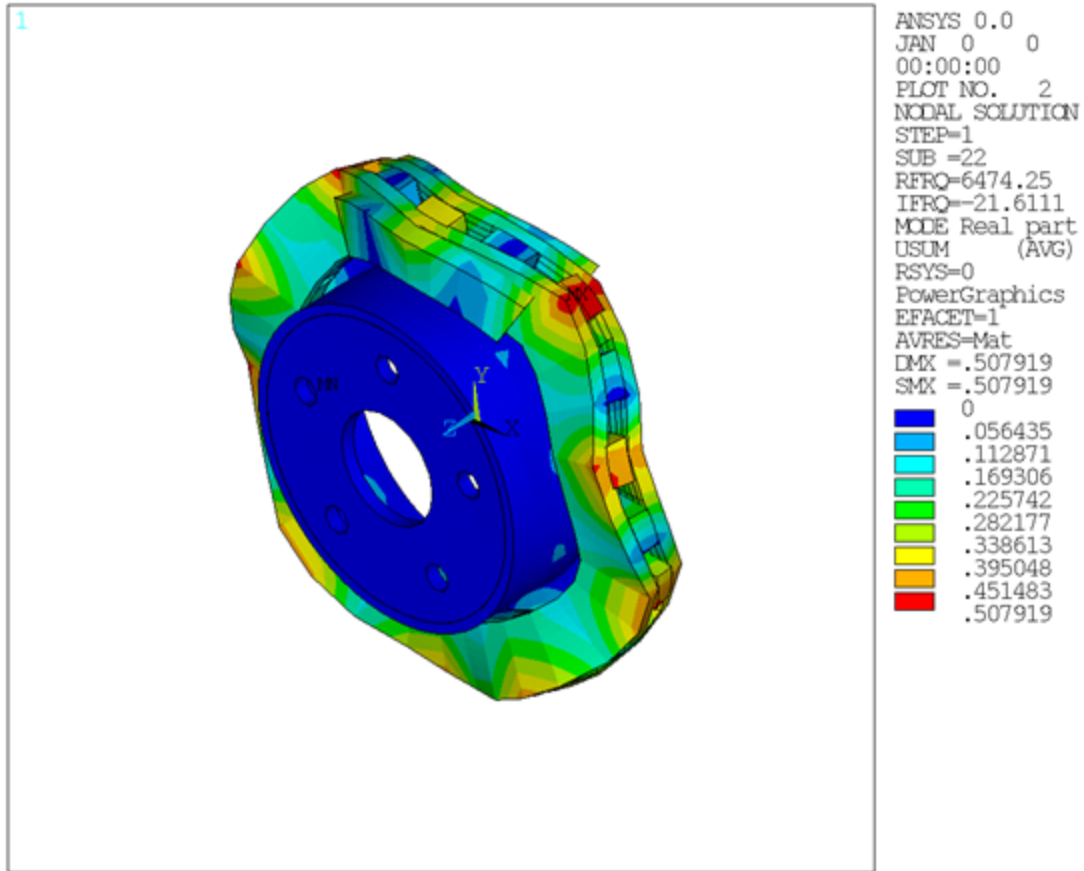 1
ANSYS 0.0
JAN 0 0
00:00:00
PLOT NO. 2
NODAL SOLUTION
STEP=1
SUB =22
RFRQ=6474.25
IFRQ=-21.6111
MODE Real part
USUM (AVG)
RSYS=0
PowerGraphics
EFACET=1
AVRES=Mat
DMX =.507919
SMX =.507919
0
.056435
.112871
.169306
.225742
.282177
.338613
.395048
.451483
.507919
MX
MN
Y
Z X